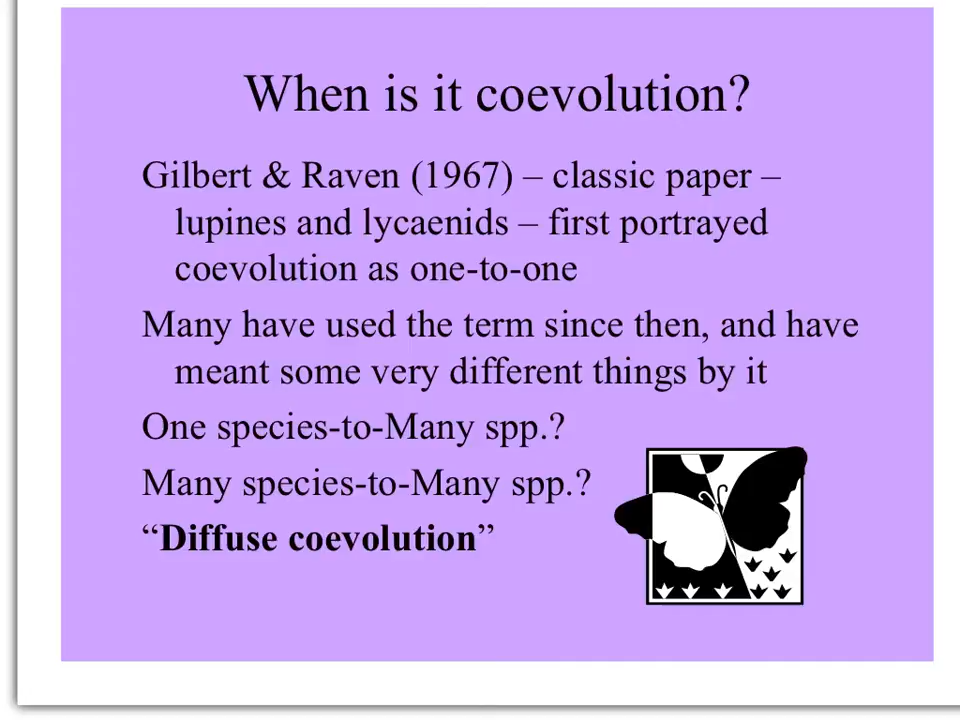 When is it coevolution?
Gilbert & Raven (1967) – classic paper –
lupines and lycaenids – first portrayed
coevolution as one-to-one
Many have used the term since then, and have
meant some very different things by it
One species-to-Many spp.?
Many species-to-Many spp.?
“Diffuse coevolution”